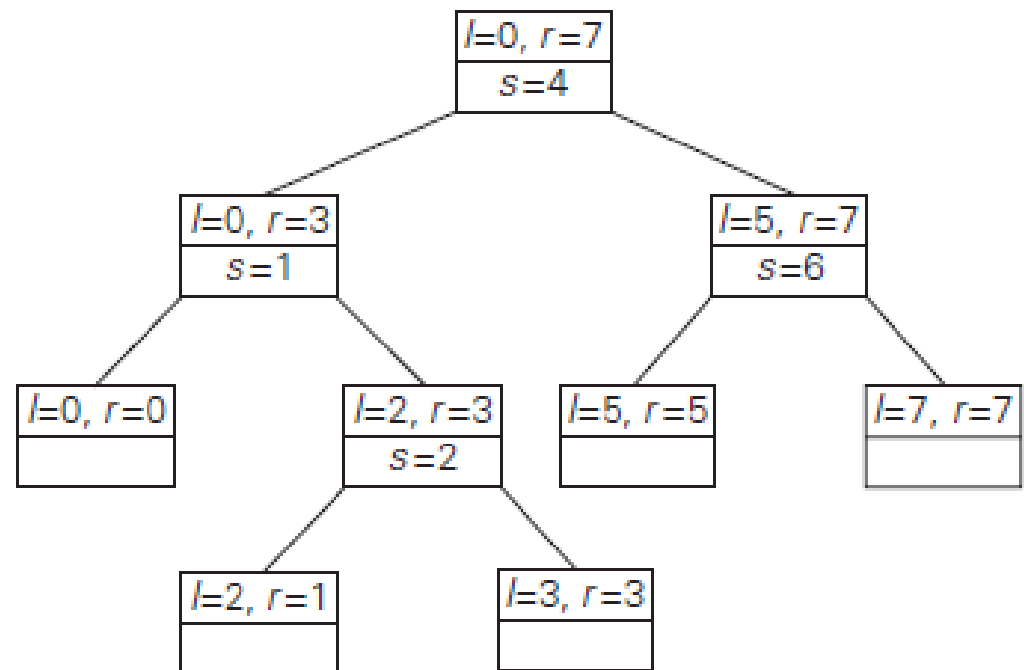 l=0, r=7
s=4
l=0, r=3
s=1
l=5, r=7
s=6
l=0, r=0
l=2, r=3
s=2
l=5, r=5
l=7, r=7
l=2, r=1
l=3, r=3